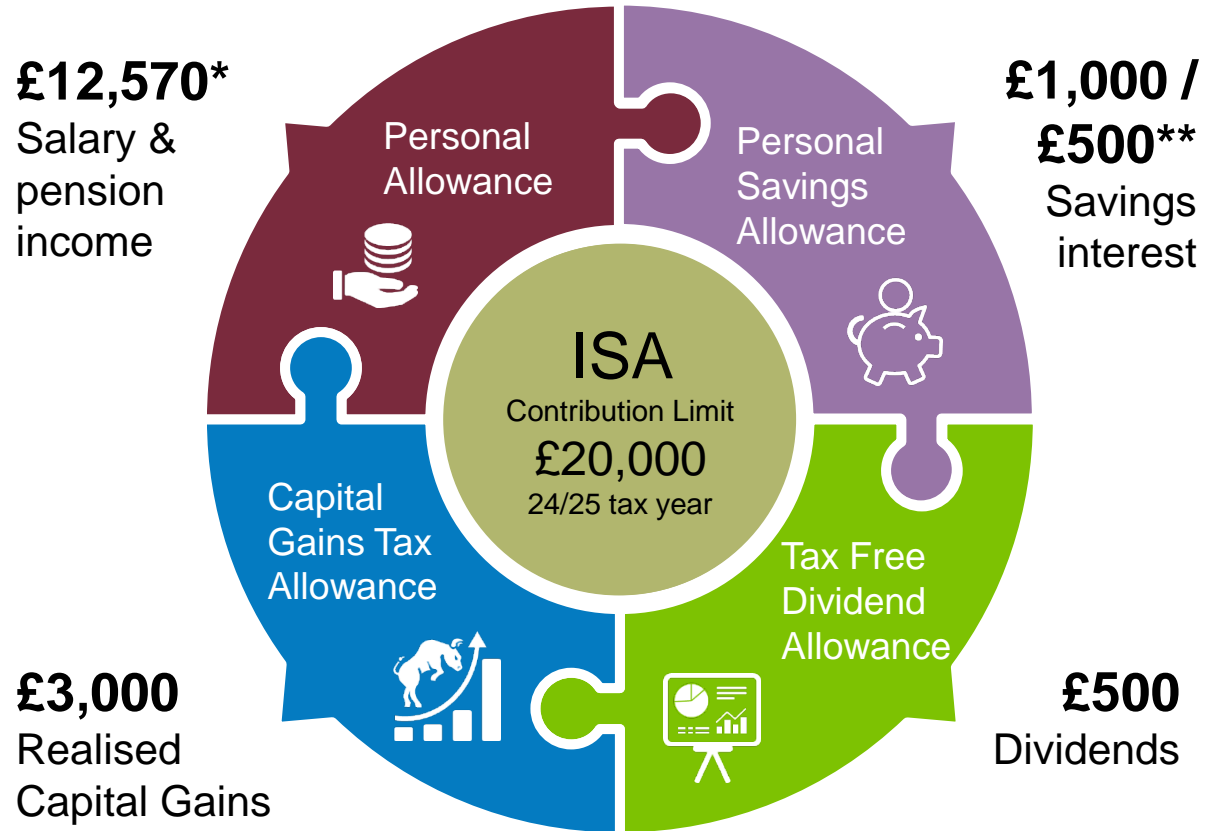 £12,570*
Salary &
pension
income
Personal
Allowance
£1,000 /
£500**
Savings
interest
Personal
Savings
Allowance
ISA
Contribution Limit
£20,000
24/25 tax year
Capital
Gains Tax
Allowance
£3,000
Realised
Capital Gains
Tax Free
Dividend
Allowance
£500
Dividends